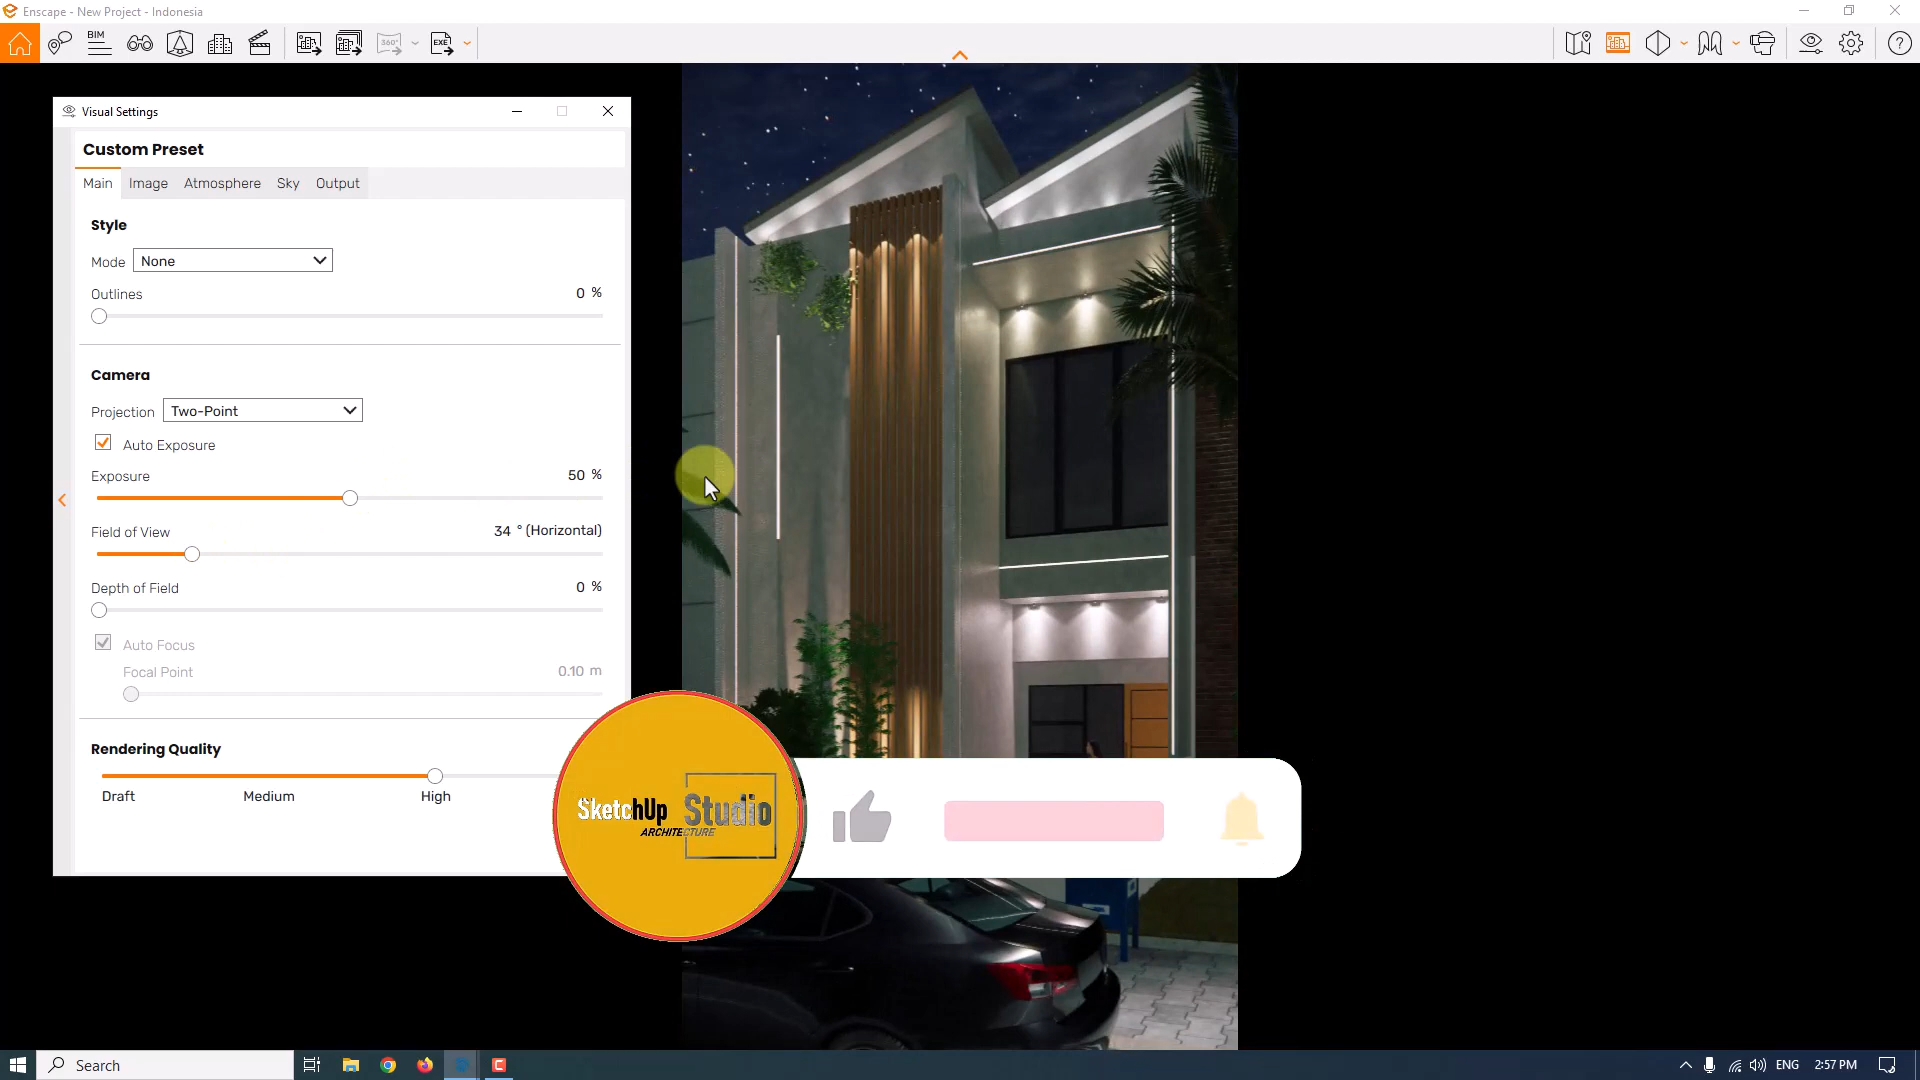 Enscape - New Project - Indonesia
BIM
360°
EXE
Visual Settings
Custom Preset
Main Image Atmosphere Sky Output
Style
Mode None
Outlines 0 %
Camera
Projection Two-Point
Auto Exposure
Exposure 50 %
Field of View 34 ° (Horizontal)
Depth of Field 0 %
Auto Focus
Focal Point 0.10 m
Rendering Quality
Draft Medium High
SketchUp Studio
ARCHITECTURE
Search
ENG 2:57 PM